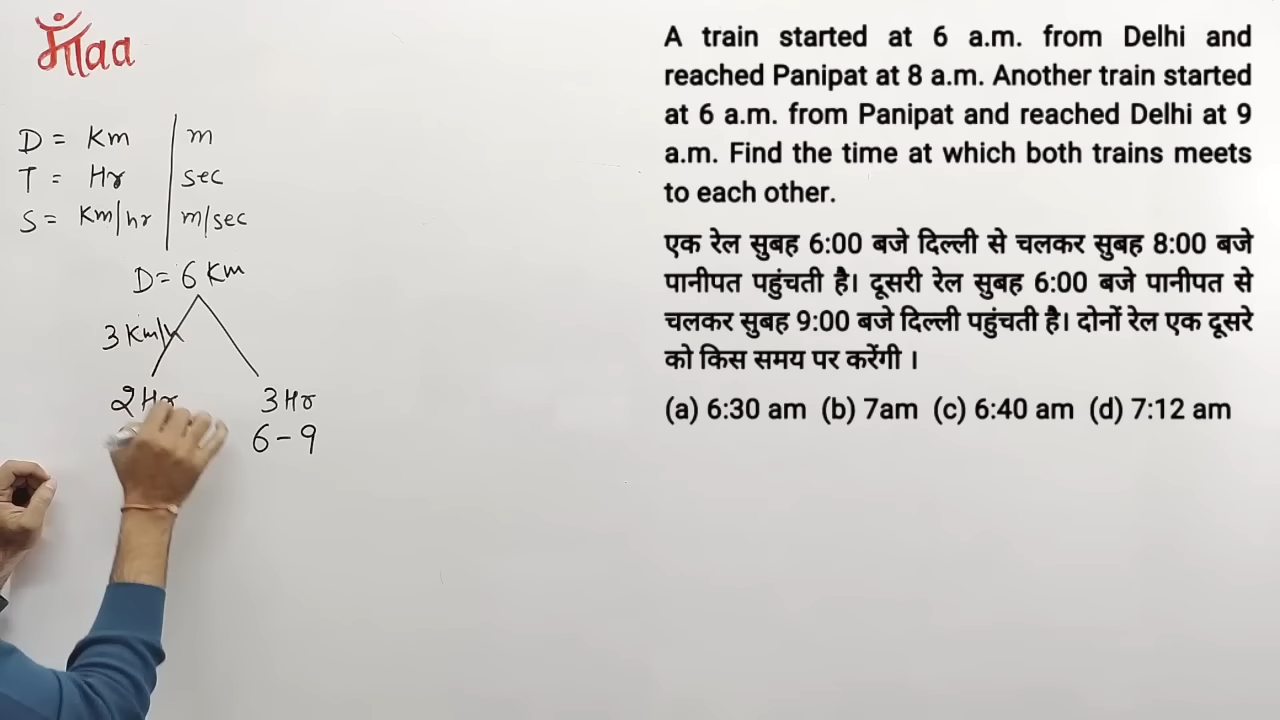 माaa
D = Km | m
T = Hr | sec
S = Km/hr | m/sec
D = 6 Km
3 Km/h
2 Hr 3 Hr
6 - 9
A train started at 6 a.m. from Delhi and
reached Panipat at 8 a.m. Another train started
at 6 a.m. from Panipat and reached Delhi at 9
a.m. Find the time at which both trains meets
to each other.
एक रेल सुबह 6:00 बजे दिल्ली से चलकर सुबह 8:00 बजे
पानीपत पहुंचती है। दूसरी रेल सुबह 6:00 बजे पानीपत से
चलकर सुबह 9:00 बजे दिल्ली पहुंचती है। दोनों रेल एक दूसरे
को किस समय पर करेंगी ।
(a) 6:30 am (b) 7am (c) 6:40 am (d) 7:12 am